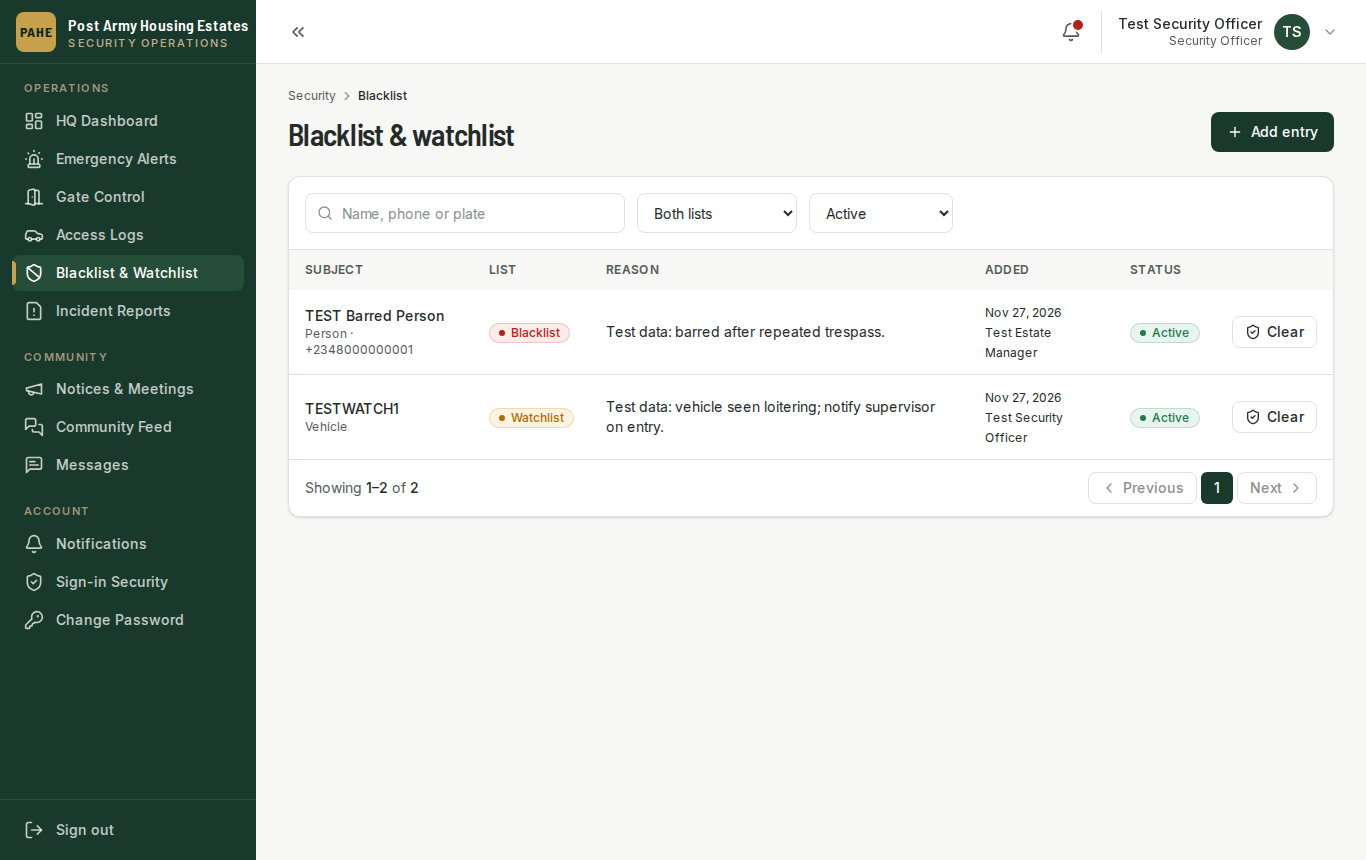 PAHE
Post Army Housing Estates
SECURITY OPERATIONS
OPERATIONS
HQ Dashboard
Emergency Alerts
Gate Control
Access Logs
Blacklist & Watchlist
Incident Reports
COMMUNITY
Notices & Meetings
Community Feed
Messages
ACCOUNT
Notifications
Sign-in Security
Change Password
Sign out
Test Security Officer
Security Officer
TS
Security
Blacklist
Blacklist & watchlist
Add entry
Name, phone or plate
Both lists
Active
SUBJECT LIST REASON ADDED STATUS
TEST Barred Person
Person ·
+2348000000001
Blacklist
Test data: barred after repeated trespass.
Nov 27, 2026
Test Estate
Manager
Active
Clear
TESTWATCH1
Vehicle
Watchlist
Test data: vehicle seen loitering; notify supervisor
on entry.
Nov 27, 2026
Test Security
Officer
Active
Clear
Showing 1–2 of 2
Previous 1 Next